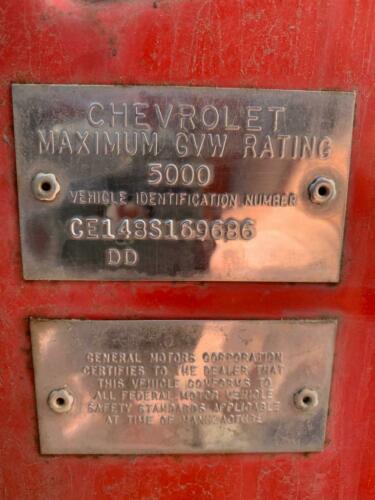 CHEVROLET
MAXIMUM GVW RATING
5000
VEHICLE IDENTIFICATION NUMBER
CE148S169686
DD
GENERAL MOTORS CORPORATION
CERTIFIES TO THE DEALER THAT
THIS VEHICLE CONFORMS TO
ALL FEDERAL MOTOR VEHICLE
SAFETY STANDARDS APPLICABLE
AT TIME OF MANUFACTURE